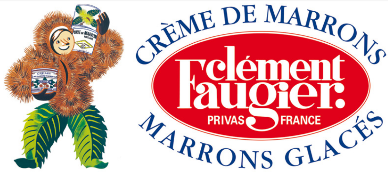 CRÈME DE MARRONS
clément
Faugier.
PRIVAS FRANCE
MARRONS GLACÉS